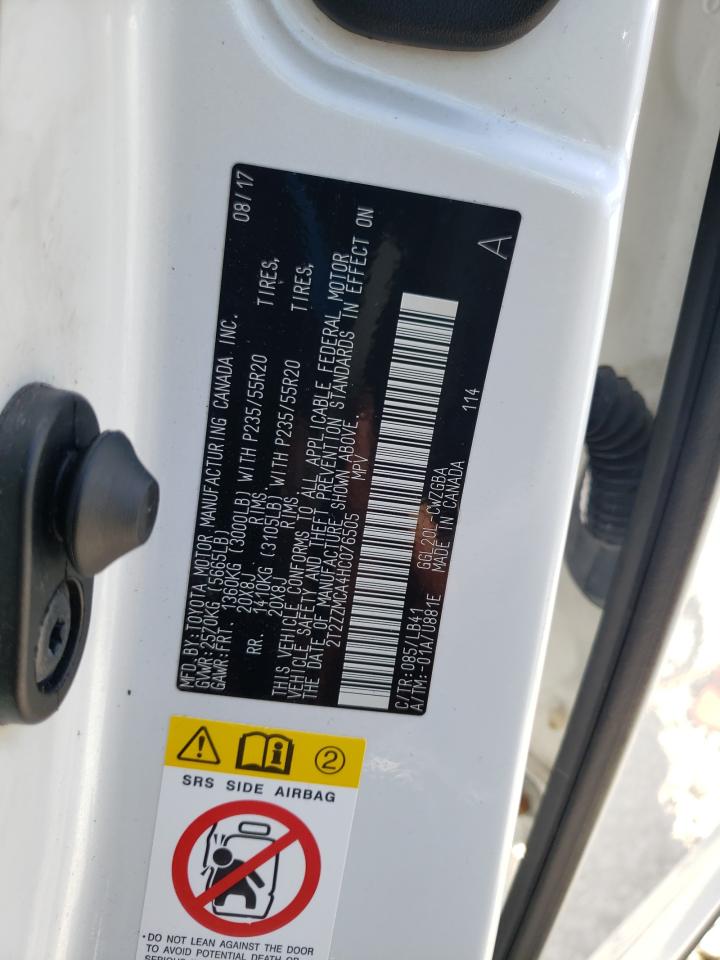 MFD.BY:TOYOTA MOTOR MANUFACTURING CANADA INC. 08/17
GVWR:2570KG (5665LB)
GAWR:FRT. 1360KG (3000LB) WITH P235/55R20 TIRES,
20X8J RIMS
RR. 1410KG (3105LB) WITH P235/55R20 TIRES,
20X8J RIMS
THIS VEHICLE CONFORMS TO ALL APPLICABLE FEDERAL MOTOR
VEHICLE SAFETY AND THEFT PREVENTION STANDARDS IN EFFECT ON
THE DATE OF MANUFACTURE SHOWN ABOVE.
2T2ZZMCA4HC076505 MPV
C/TR:085/LB41 GGL20L-CWZGBA 114
A/TM:-01A/U881E MADE IN CANADA
A
2
SRS SIDE AIRBAG
•DO NOT LEAN AGAINST THE DOOR
TO AVOID POTENTIAL DEATH OR
SERIOUS